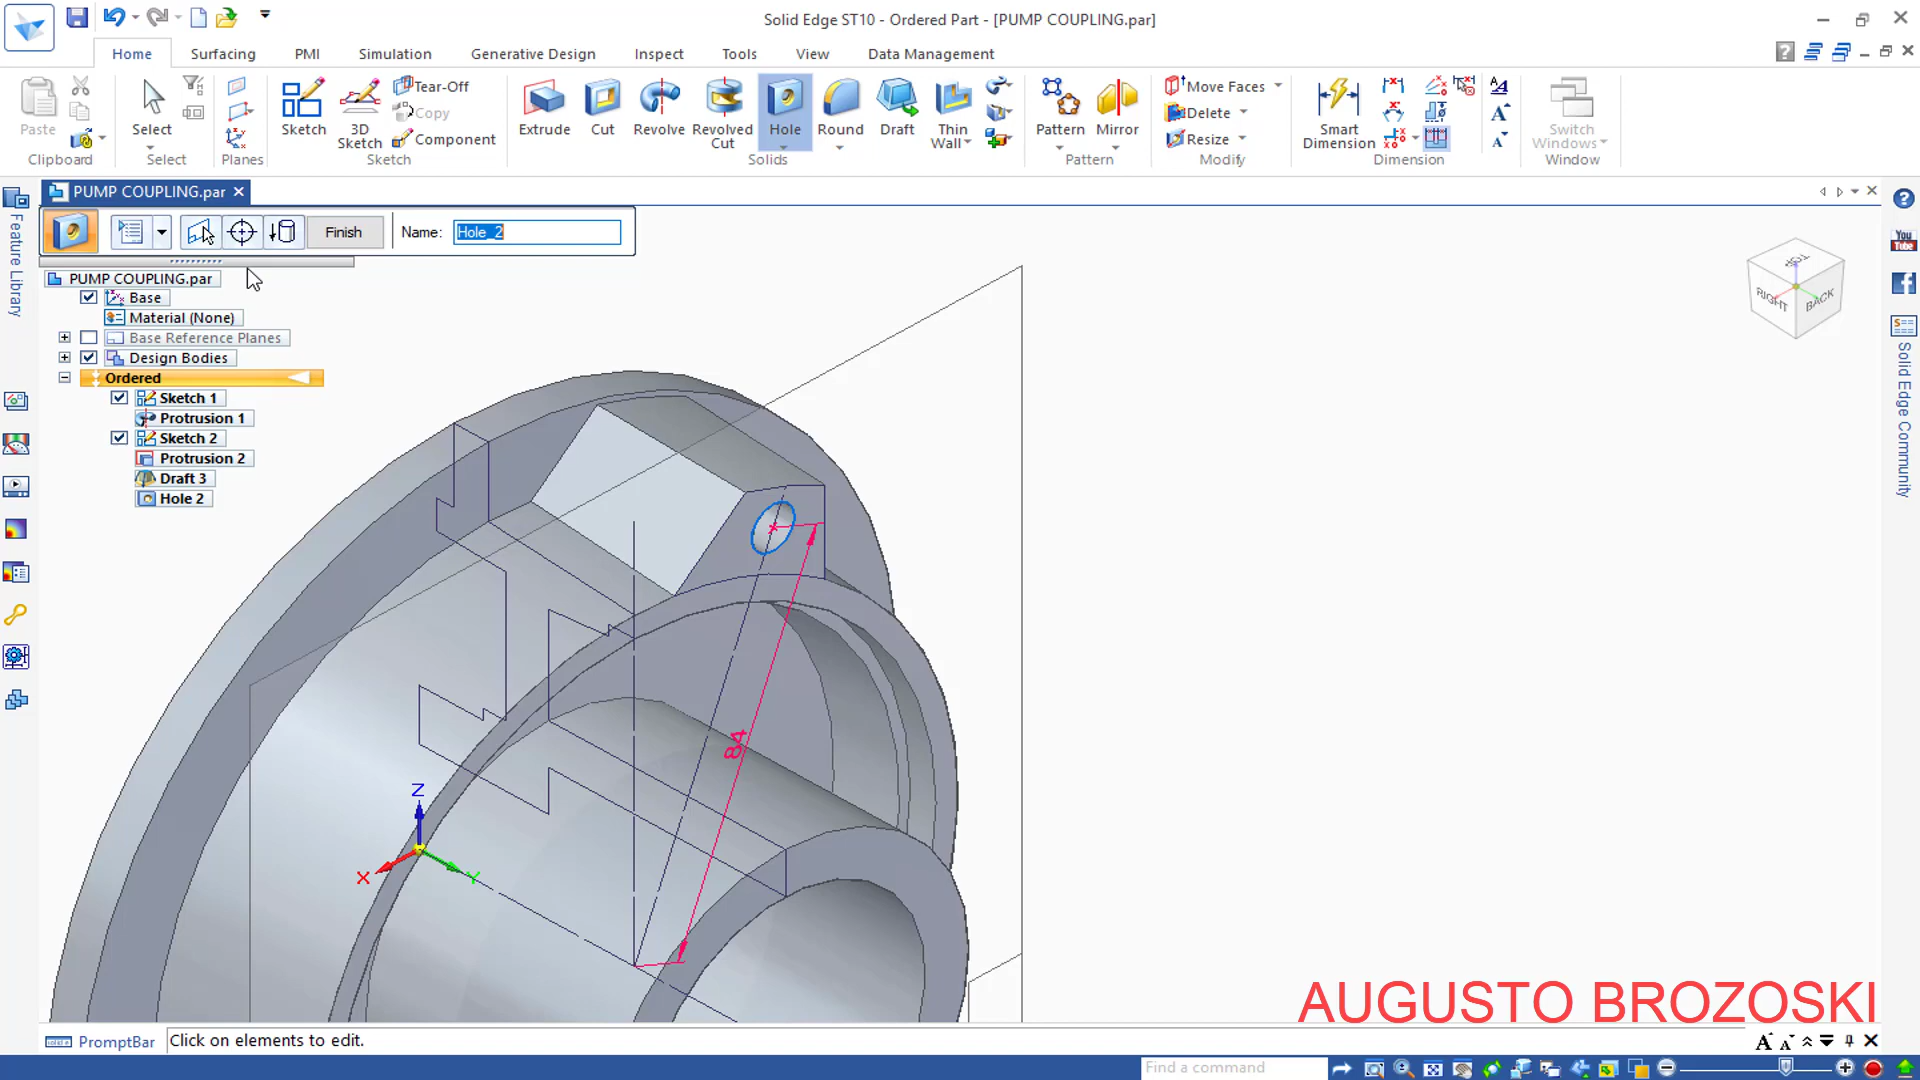 Solid Edge ST10 - Ordered Part - [PUMP COUPLING.par]
Home Surfacing PMI Simulation Generative Design Inspect Tools View Data Management
Paste
Clipboard
Select
Select
Planes
Sketch
3D Sketch
Tear-Off
Copy
Component
Sketch
Extrude
Cut
Revolve
Revolved Cut
Hole
Round
Draft
Thin Wall
Solids
Pattern
Mirror
Pattern
Move Faces
Delete
Resize
Modify
Smart Dimension
Dimension
Switch Windows
Window
PUMP COUPLING.par
Finish
Name: Hole_2
Feature Library
PUMP COUPLING.par
Base
Material (None)
Base Reference Planes
Design Bodies
Ordered
Sketch 1
Protrusion 1
Sketch 2
Protrusion 2
Draft 3
Hole 2
TOP
RIGHT
BACK
You Tube
Solid Edge Community
84
Z
X
Y
AUGUSTO BROZOSKI
PromptBar
Click on elements to edit.
Find a command